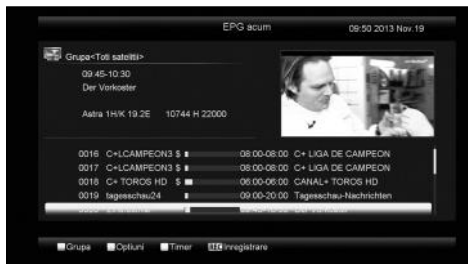 EPG acum
09:50 2013 Nov.19
Grupa<Toti satelitii>
09:45-10:30
Der Vorkoster
Astra 1H/K 19.2E 10744 H 22000
0016 C+LCAMPEON3 $ 08:00-08:00 C+ LIGA DE CAMPEON
0017 C+LCAMPEON3 $ 08:00-08:00 C+ LIGA DE CAMPEON
0018 C+ TOROS HD $ 06:00-06:00 CANAL+ TOROS HD
0019 tagesschau24 09:00-20:00 Tagesschau-Nachrichten
Grupa Optiuni Timer REC Inregistrare